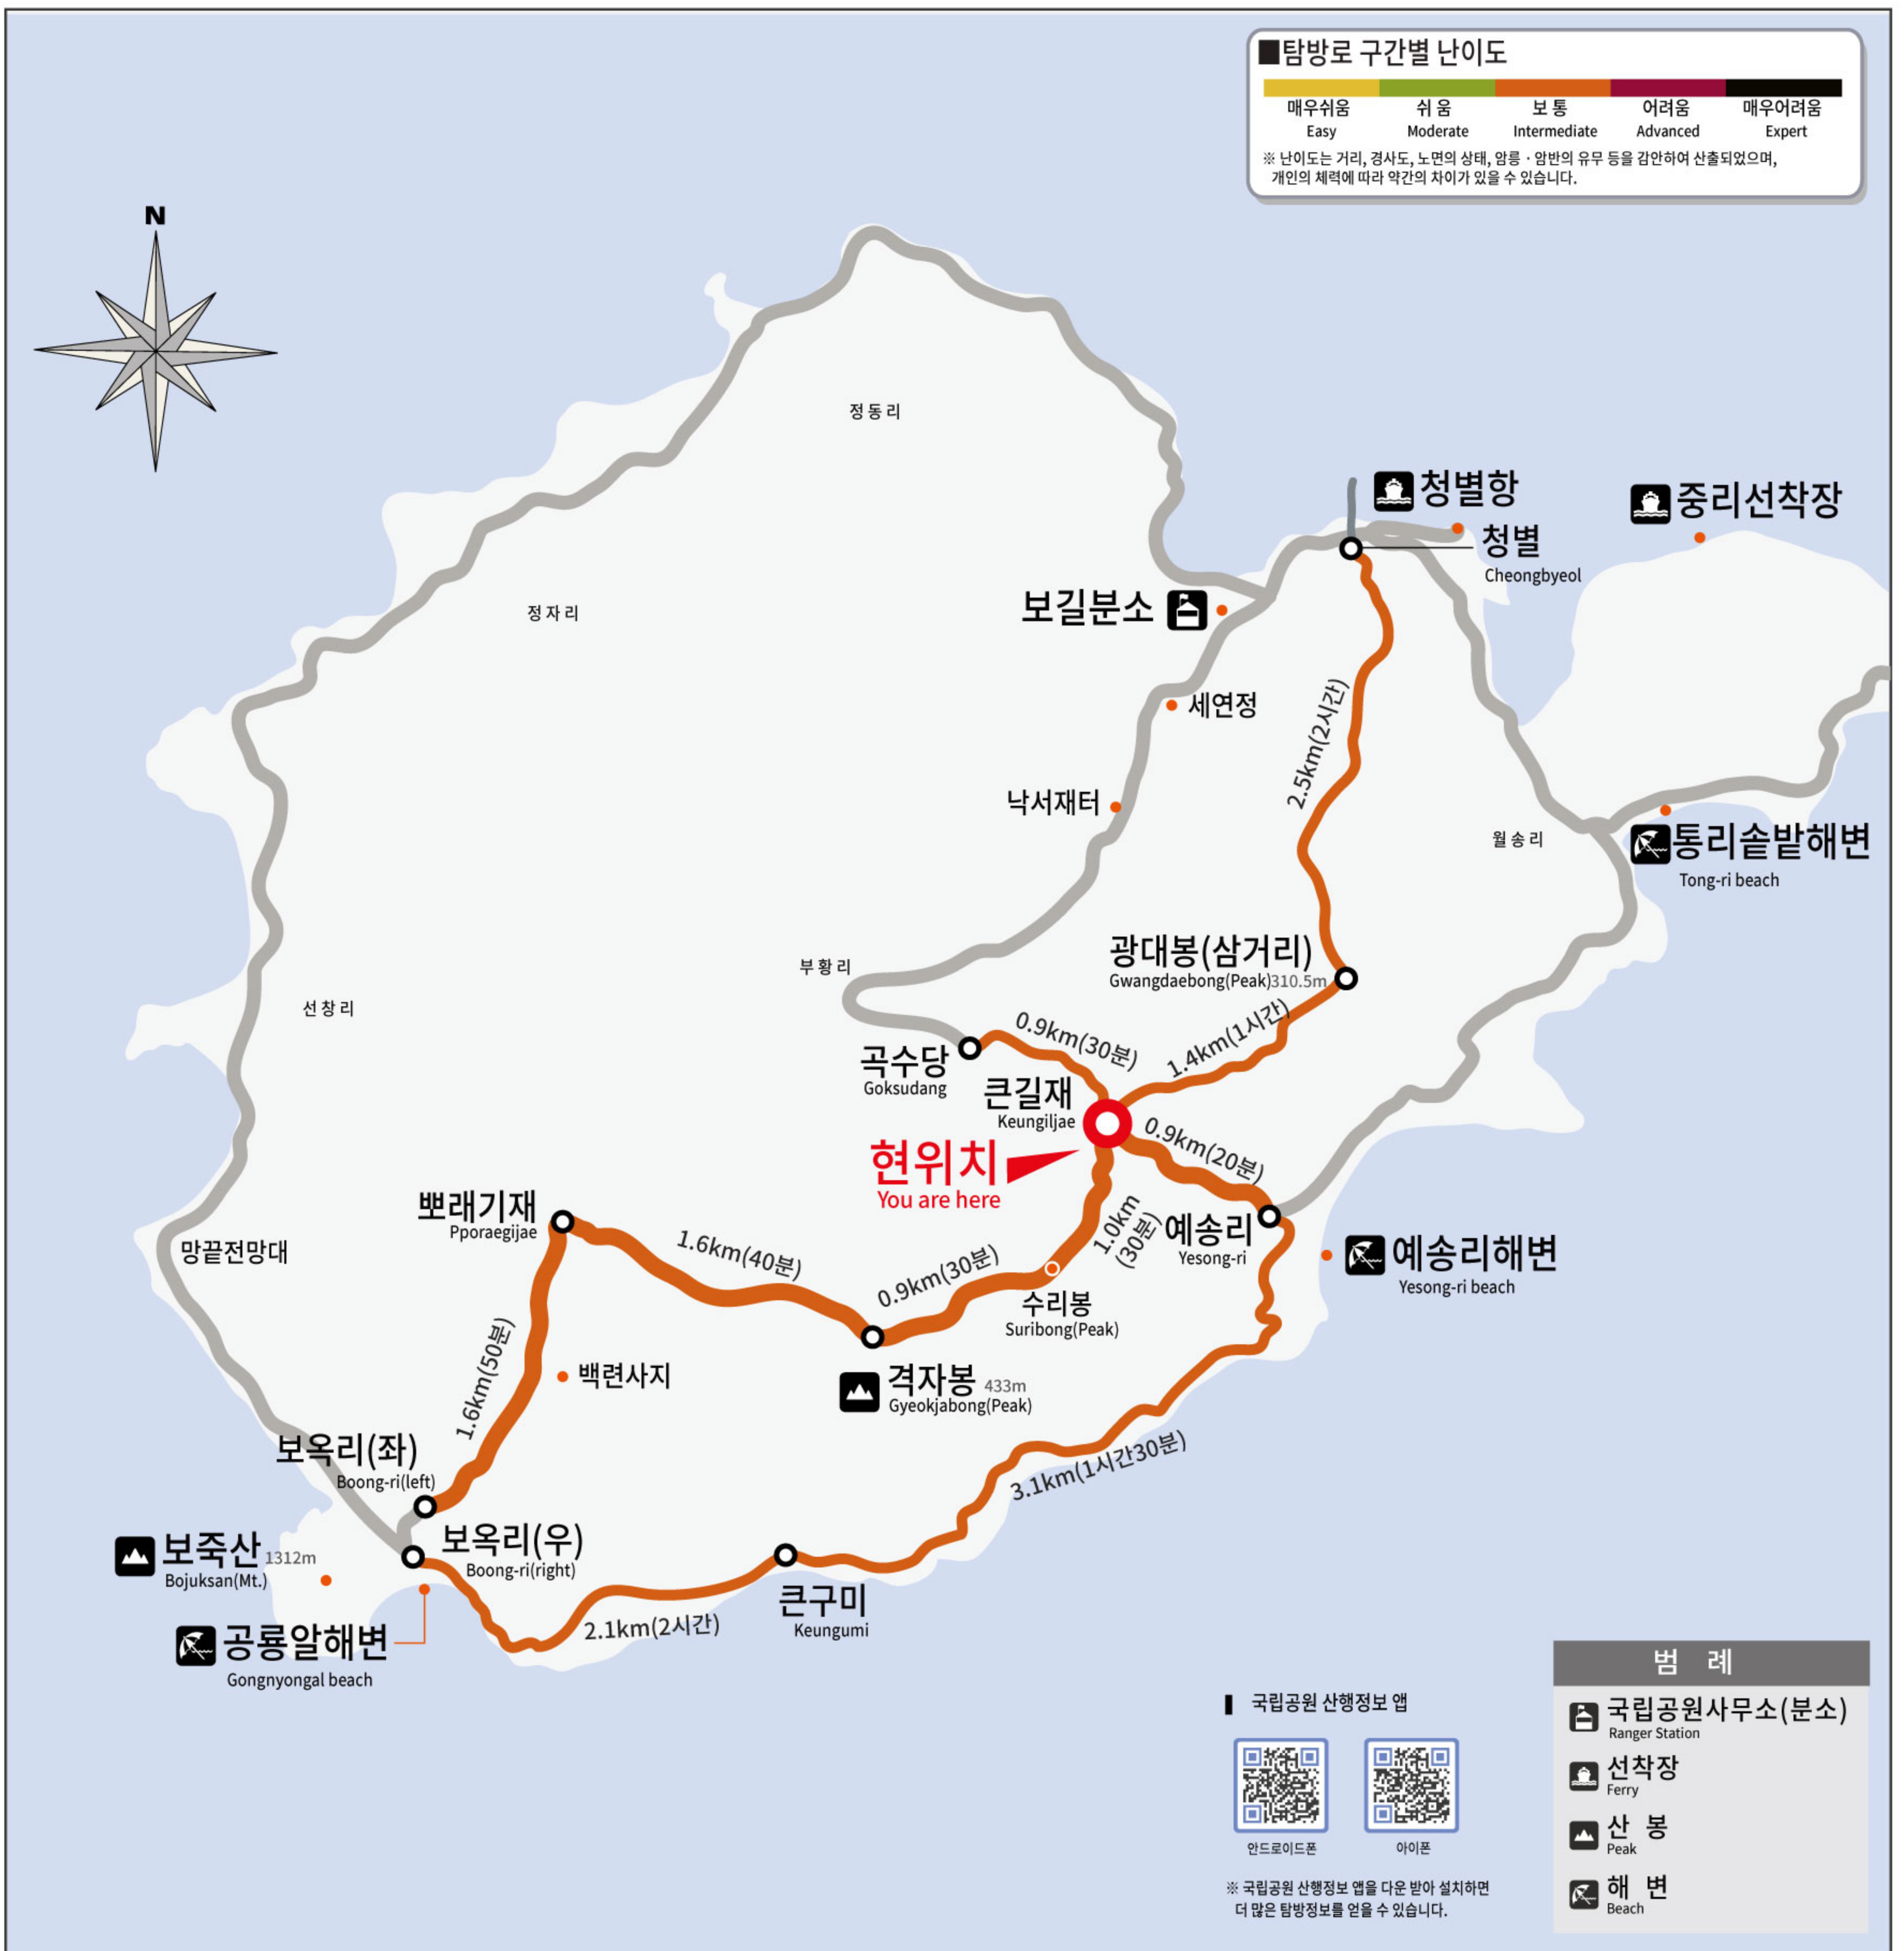 ■탐방로 구간별 난이도
매우쉬움 쉬 움 보 통 어려움 매우어려움
Easy Moderate Intermediate Advanced Expert
※ 난이도는 거리, 경사도, 노면의 상태, 암릉 · 암반의 유무 등을 감안하여 산출되었으며,
개인의 체력에 따라 약간의 차이가 있을 수 있습니다.
N
정동리
청별항
중리선착장
청별
Cheongbyeol
보길분소
정자리
세연정
2.5km(2시간)
낙서재터
월송리
통리솔밭해변
Tong-ri beach
광대봉(삼거리)
Gwangdaebong(Peak)310.5m
부황리
선창리
0.9km(30분)
1.4km(1시간)
곡수당
Goksudang
큰길재
Keungiljae
현위치
You are here
0.9km(20분)
뽀래기재
Pporaegijae
1.0km
(30분)
예송리
Yesong-ri
망끝전망대
1.6km(40분)
0.9km(30분)
예송리해변
Yesong-ri beach
수리봉
Suribong(Peak)
백련사지
1.6km(50분)
격자봉 433m
Gyeokjabong(Peak)
보옥리(좌)
Boong-ri(left)
3.1km(1시간30분)
보죽산 1312m
Bojuksan(Mt.)
보옥리(우)
Boong-ri(right)
큰구미
Keungumi
2.1km(2시간)
공룡알해변
Gongnyongal beach
국립공원 산행정보 앱
안드로이드폰 아이폰
※ 국립공원 산행정보 앱을 다운 받아 설치하면
더 많은 탐방정보를 얻을 수 있습니다.
범 례
국립공원사무소(분소)
Ranger Station
선착장
Ferry
산 봉
Peak
해 변
Beach